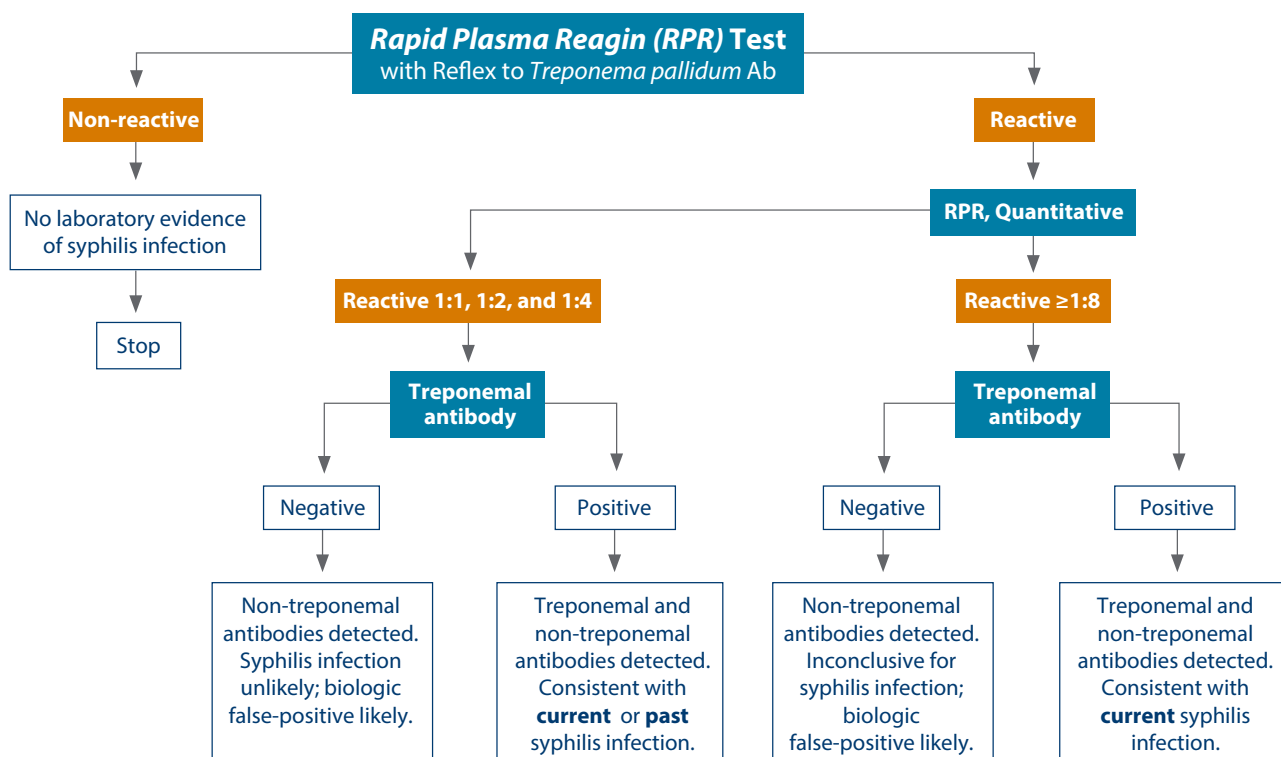 Rapid Plasma Reagin (RPR) Test
with Reflex to Treponema pallidum Ab
Non-reactive
Reactive
No laboratory evidence
of syphilis infection
RPR, Quantitative
Stop
Reactive 1:1, 1:2, and 1:4
Reactive ≥1:8
Treponemal
antibody
Treponemal
antibody
Negative
Positive
Negative
Positive
Non-treponemal
antibodies detected.
Syphilis infection
unlikely; biologic
false-positive likely.
Treponemal and
non-treponemal
antibodies detected.
Consistent with
current or past
syphilis infection.
Non-treponemal
antibodies detected.
Inconclusive for
syphilis infection;
biologic
false-positive likely.
Treponemal and
non-treponemal
antibodies detected.
Consistent with
current syphilis
infection.